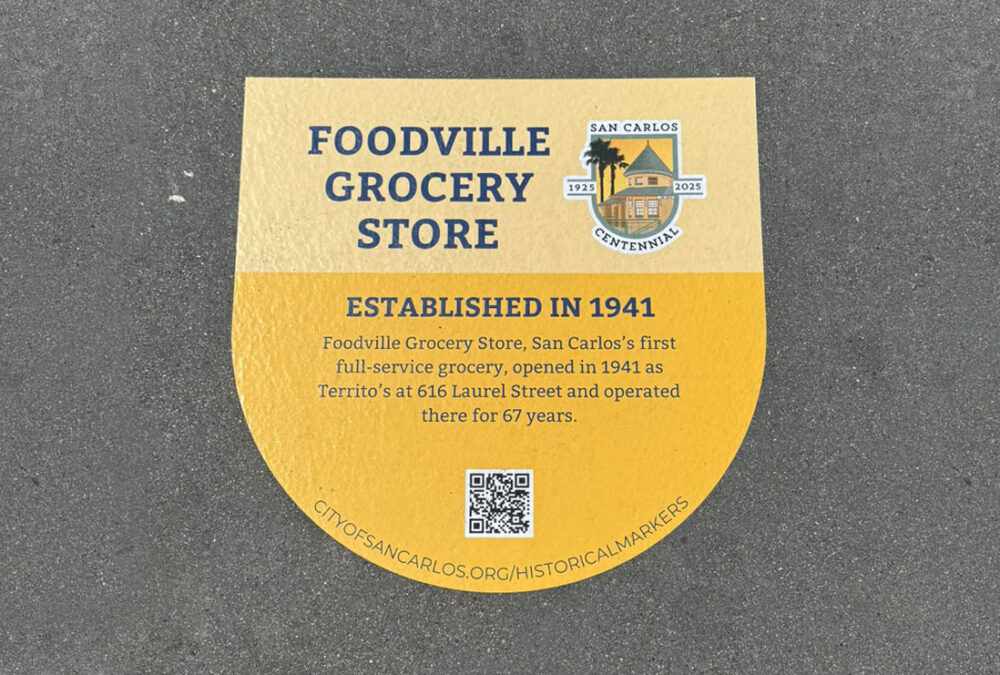 FOODVILLE
GROCERY
STORE
SAN CARLOS
1925 2025
CENTENNIAL
ESTABLISHED IN 1941
Foodville Grocery Store, San Carlos's first
full-service grocery, opened in 1941 as
Territo's at 616 Laurel Street and operated
there for 67 years.
CITYOFSANCARLOS.ORG/HISTORICALMARKERS